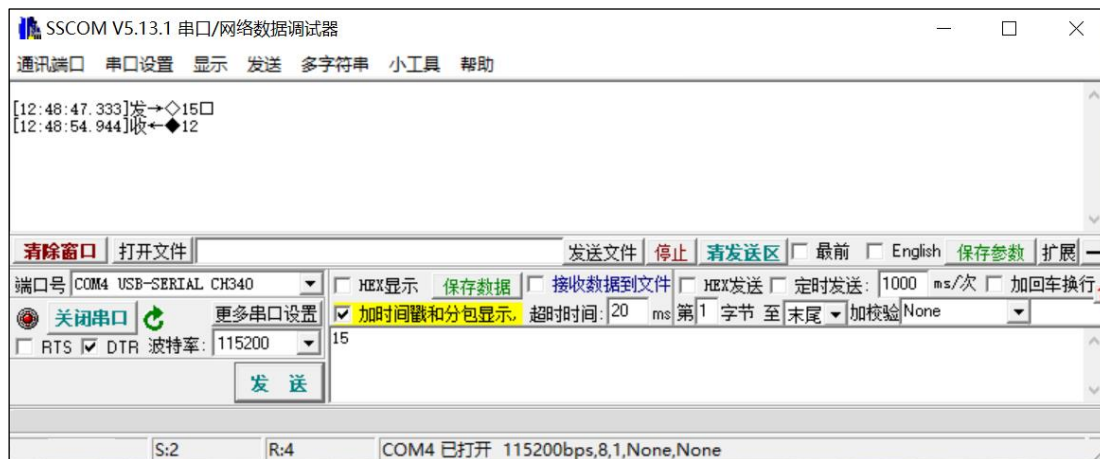 SSCOM V5.13.1 串口/网络数据调试器
通讯端口 串口设置 显示 发送 多字符串 小工具 帮助
[12:48:47.333]发→◇15□
[12:48:54.944]收←◆12
清除窗口 打开文件 发送文件 停止 清发送区 最前 English 保存参数 扩展
端口号 COM4 USB-SERIAL CH340 HEX显示 保存数据 接收数据到文件 HEX发送 定时发送: 1000 ms/次 加回车换行
关闭串口 更多串口设置 加时间戳和分包显示, 超时时间: 20 ms 第1 字节 至 末尾 加校验 None
RTS DTR 波特率: 115200 15
发 送
S:2 R:4 COM4 已打开 115200bps,8,1,None,None